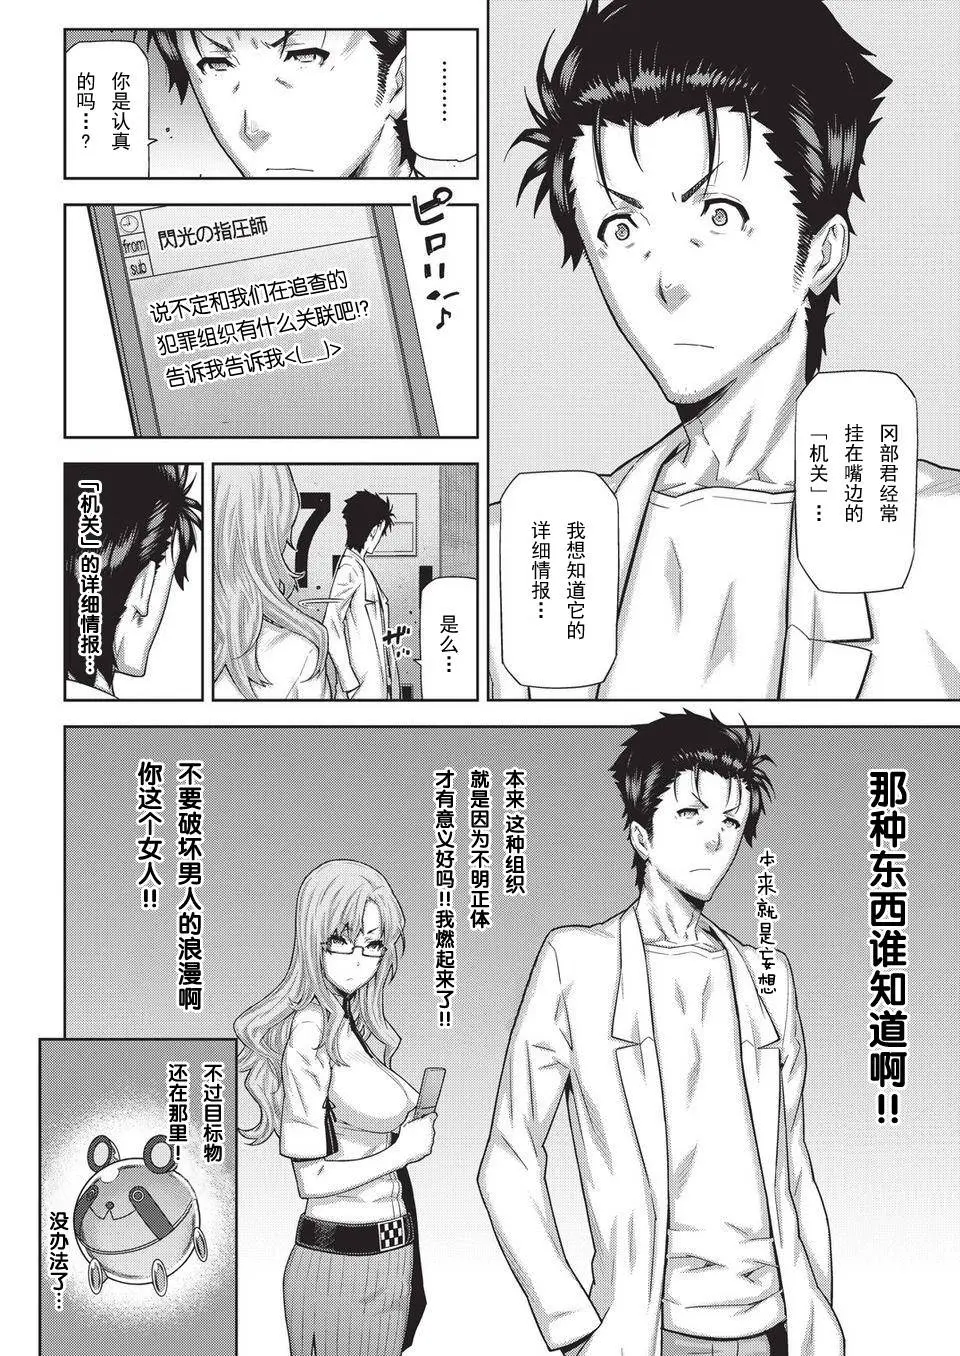 冈部君经常
挂在嘴边的
「机关」…
我想知道它的
详细情报…
………
你是认真
的吗…?
ピロリーン♪
from
閃光の指圧師
sub
说不定和我们在追查的
犯罪组织有什么关联吧!?
告诉我告诉我<(_ _)>
7
是么…
ザッ
「机关」的详细情报…
那种东西谁知道啊!!
本来就是妄想
本来 这种组织
就是因为不明正体
才有意义好吗!!我燃起来了!!
不要破坏男人的浪漫啊
你这个女人!!
不过目标物
还在那里!
没办法了…